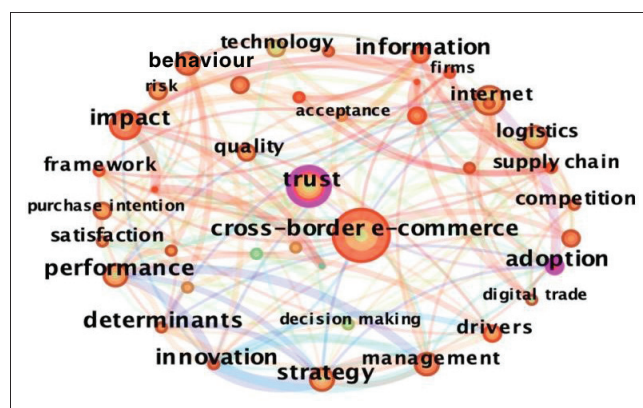 technology
information
behaviour
firms
risk
internet
acceptance
impact
logistics
quality
framework
supply chain
trust
purchase intention
competition
cross-border e-commerce
satisfaction
adoption
performance
digital trade
determinants
decision making
drivers
innovation
management
strategy